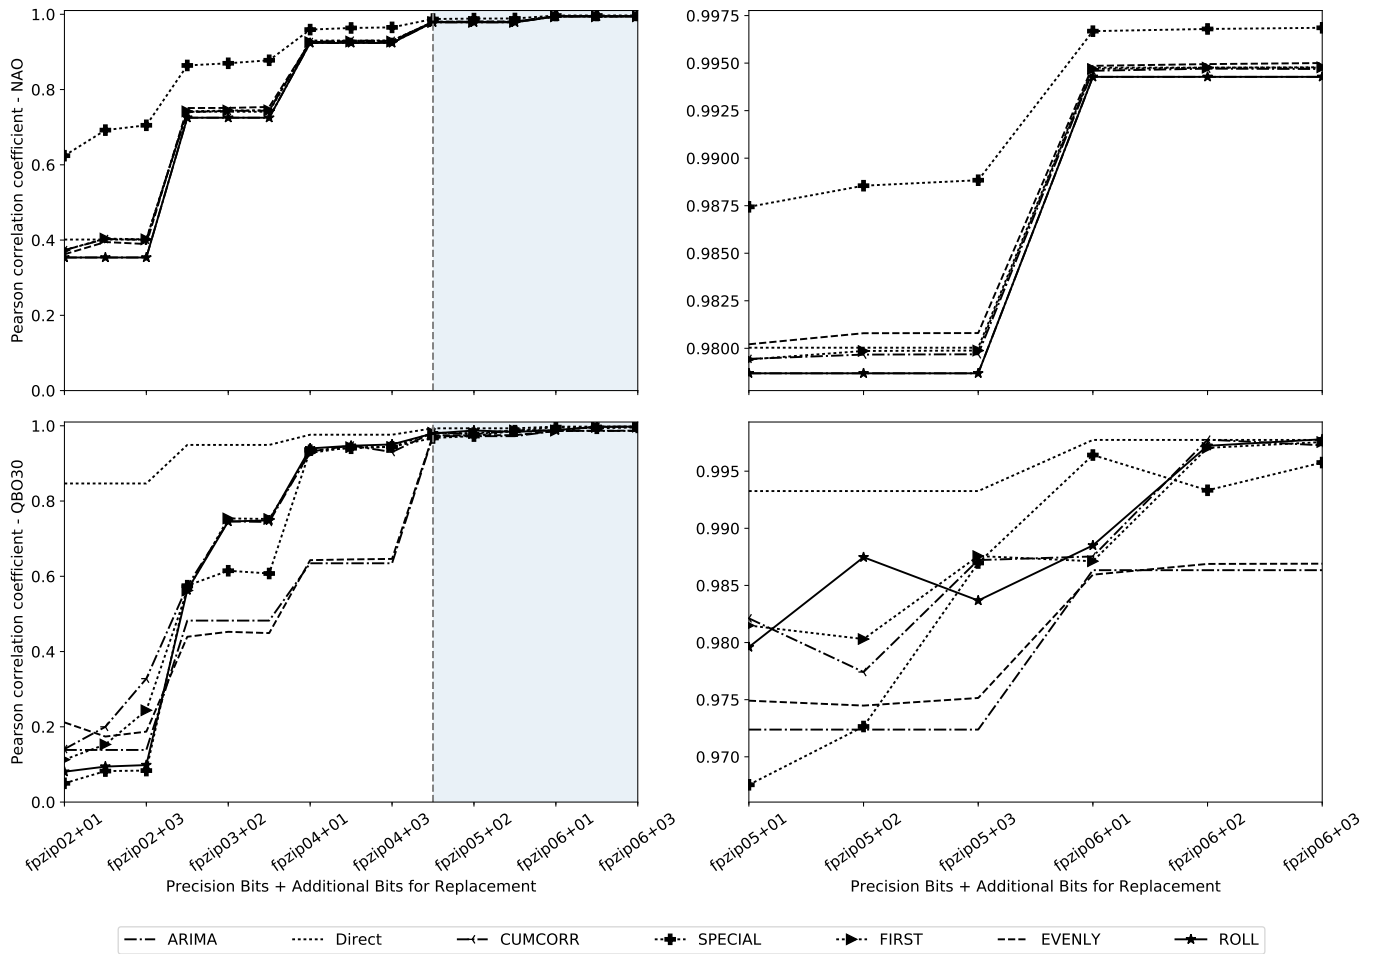 Pearson correlation coefficient - NAO
1.0
0.8
0.6
0.4
0.2
0.0
0.9975
0.9950
0.9925
0.9900
0.9875
0.9850
0.9825
0.9800
Pearson correlation coefficient - QBO30
1.0
0.8
0.6
0.4
0.2
0.0
fpzip02+01
fpzip02+03
fpzip03+02
fpzip04+01
fpzip04+03
fpzip05+02
fpzip06+01
fpzip06+03
Precision Bits + Additional Bits for Replacement
0.995
0.990
0.985
0.980
0.975
0.970
fpzip05+01
fpzip05+02
fpzip05+03
fpzip06+01
fpzip06+02
fpzip06+03
Precision Bits + Additional Bits for Replacement
ARIMA Direct CUMCORR SPECIAL FIRST EVENLY ROLL